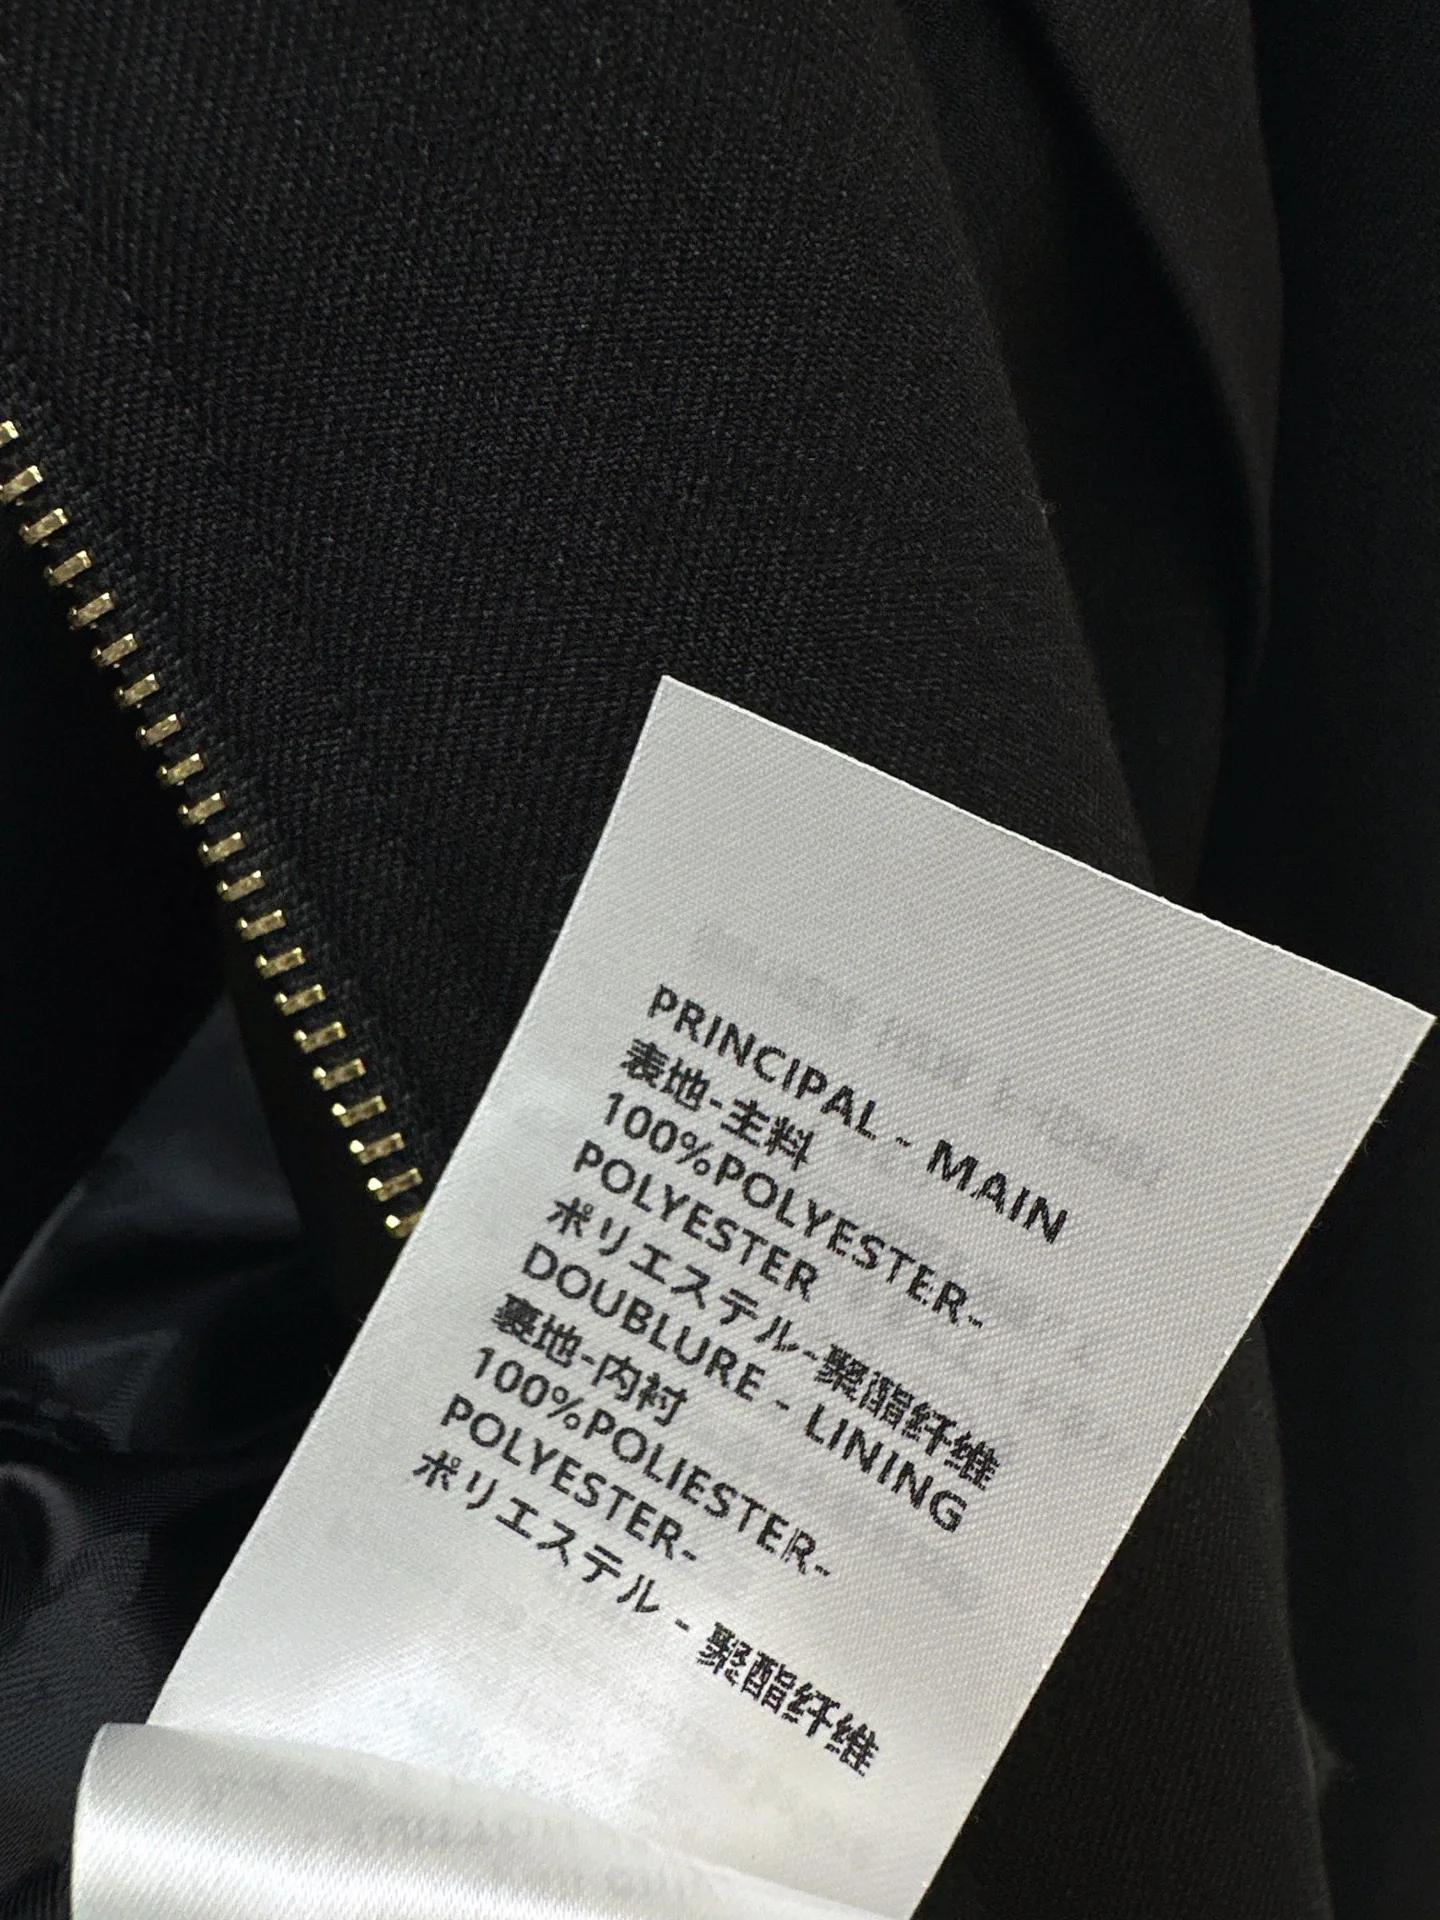 PRINCIPAL - MAIN
表地-主料
100%POLYESTER-
POLYESTER
ポリエステル-聚酯纤维
DOUBLURE - LINING
裏地-内衬
100%POLIESTER-
POLYESTER-
ポリエステル - 聚酯纤维